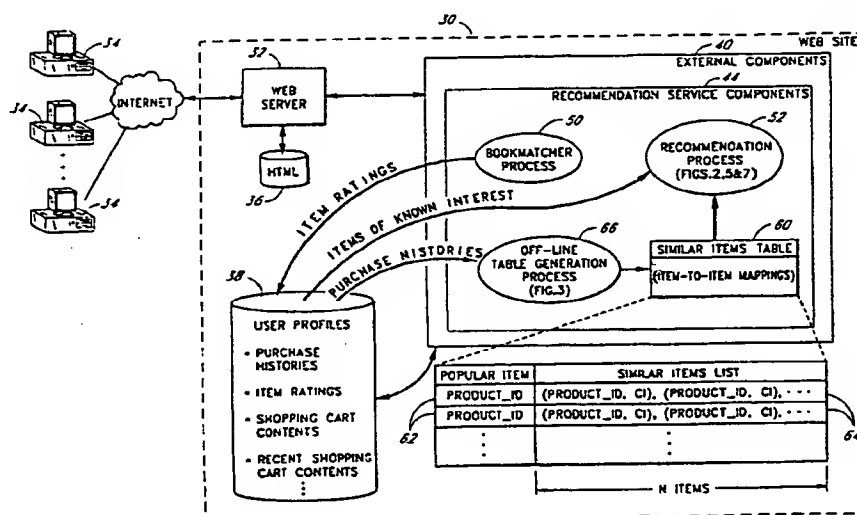 30
WEB SITE
34
34
34
INTERNET
32
WEB
SERVER
HTML
36
40
EXTERNAL COMPONENTS
44
RECOMMENDATION SERVICE COMPONENTS
50
BOOKMATCHER
PROCESS
52
RECOMMENDATION
PROCESS
(FIGS.2,5&7)
ITEM RATINGS
ITEMS OF KNOWN INTEREST
PURCHASE HISTORIES
66
OFF-LINE
TABLE GENERATION
PROCESS
(FIG.3)
60
SIMILAR ITEMS TABLE
(ITEM-TO-ITEM MAPPINGS)
38
USER PROFILES
• PURCHASE
HISTORIES
• ITEM RATINGS
• SHOPPING CART
CONTENTS
• RECENT SHOPPING
CART CONTENTS
POPULAR ITEM SIMILAR ITEMS LIST
PRODUCT_ID (PRODUCT_ID, CI), (PRODUCT_ID, CI), ···
PRODUCT_ID (PRODUCT_ID, CI), (PRODUCT_ID, CI), ···
62
64
N ITEMS